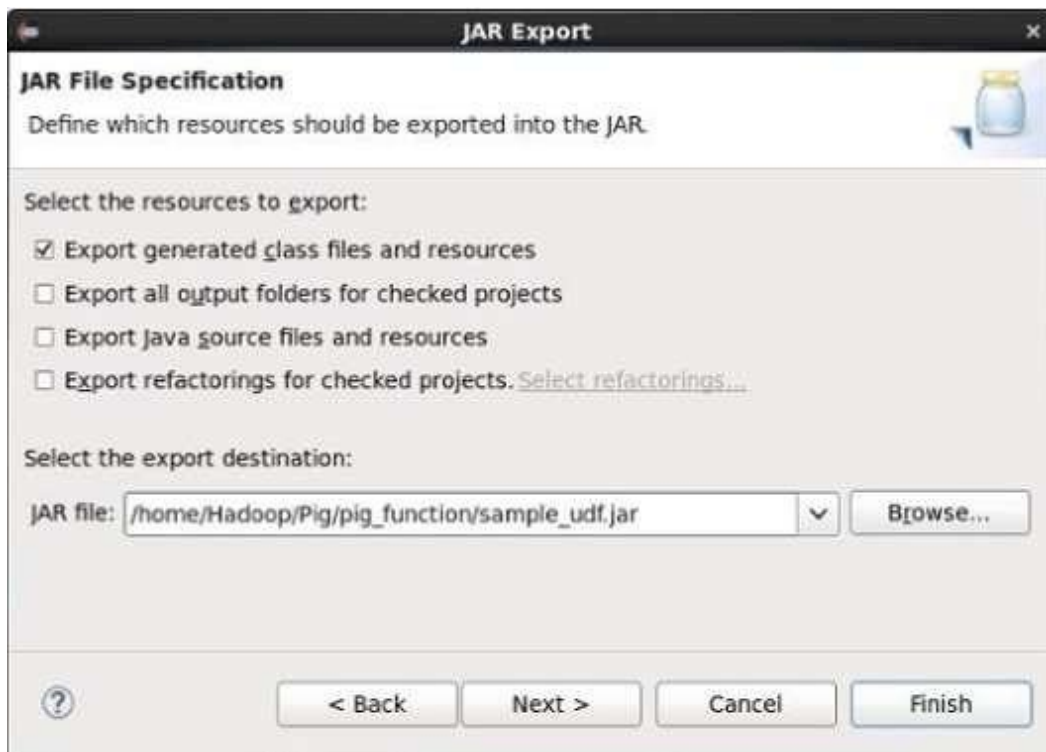 JAR Export
JAR File Specification
Define which resources should be exported into the JAR.
Select the resources to export:
Export generated class files and resources
Export all output folders for checked projects
Export Java source files and resources
Export refactorings for checked projects. Select refactorings...
Select the export destination:
JAR file: /home/Hadoop/Pig/pig_function/sample_udf.jar Browse...
? < Back Next > Cancel Finish